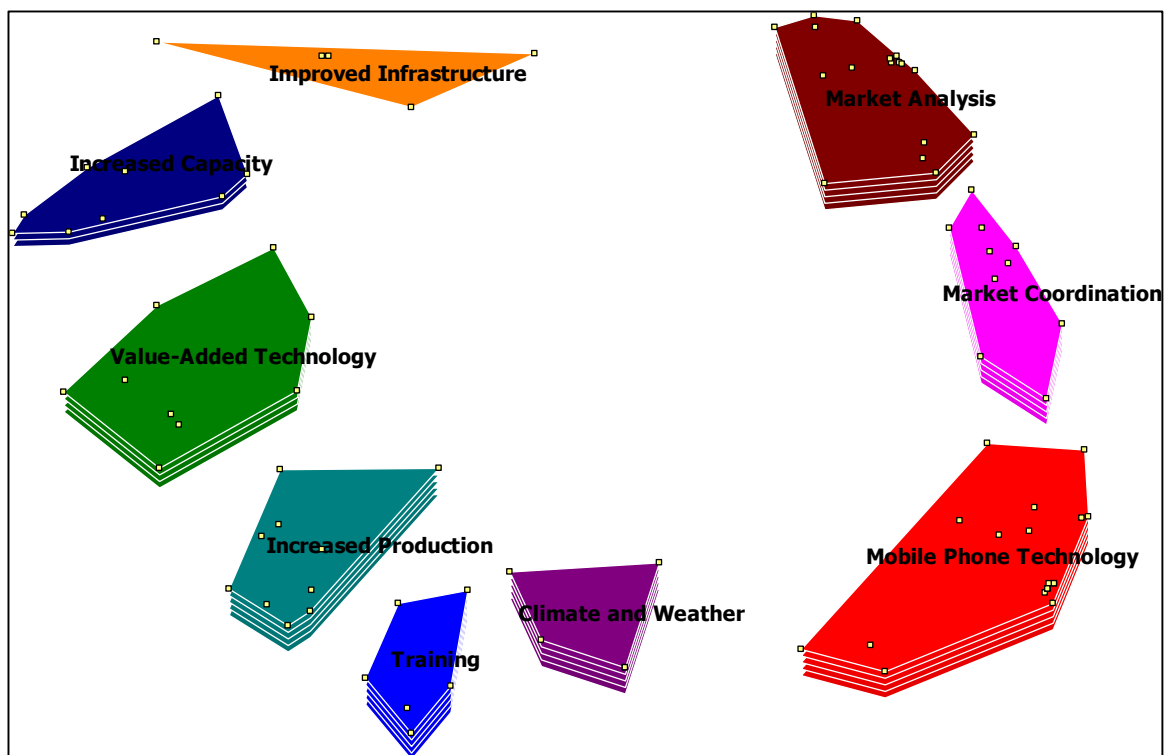 Improved Infrastructure
Market Analysis
Increased Capacity
Market Coordination
Value-Added Technology
Increased Production
Mobile Phone Technology
Climate and Weather
Training